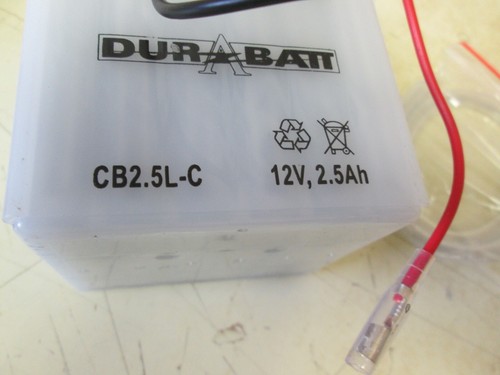 DURABATT
CB2.5L-C
12V, 2.5Ah